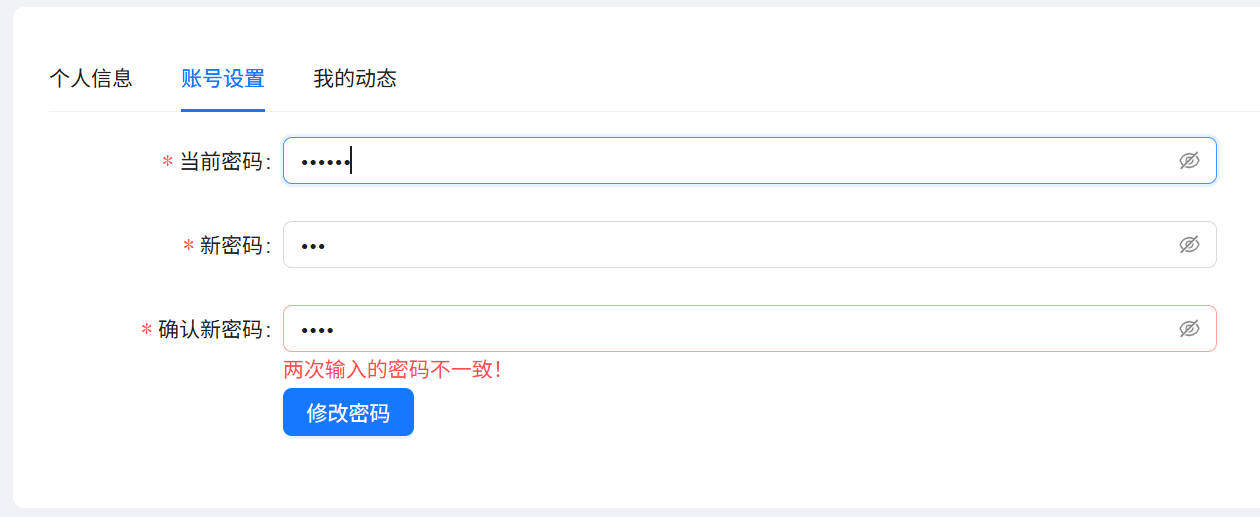 个人信息 账号设置 我的动态
* 当前密码: ••••••
* 新密码: •••
* 确认新密码: ••••
两次输入的密码不一致!
修改密码